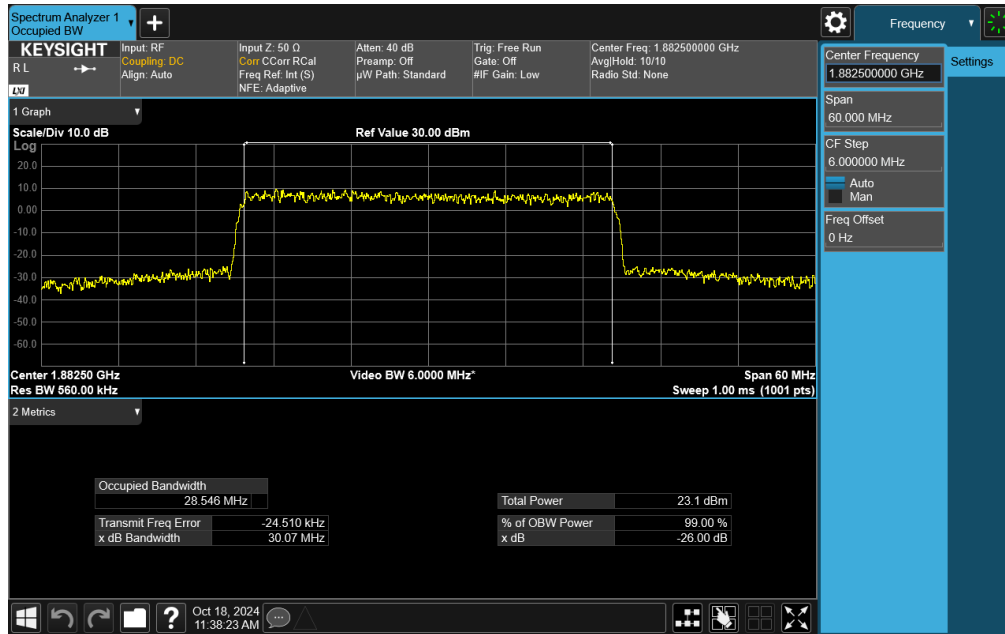 Spectrum Analyzer 1
Occupied BW
Frequency
KEYSIGHT
RL
LXI
Input: RF
Coupling: DC
Align: Auto
Input Z: 50 Ω
Corr CCorr RCal
Freq Ref: Int (S)
NFE: Adaptive
Atten: 40 dB
Preamp: Off
µW Path: Standard
Trig: Free Run
Gate: Off
#IF Gain: Low
Center Freq: 1.882500000 GHz
Avg|Hold: 10/10
Radio Std: None
Center Frequency
1.882500000 GHz
Settings
Span
60.000 MHz
CF Step
6.000000 MHz
Auto
Man
Freq Offset
0 Hz
1 Graph
Scale/Div 10.0 dB
Ref Value 30.00 dBm
Log
20.0
10.0
0.00
-10.0
-20.0
-30.0
-40.0
-50.0
-60.0
Center 1.88250 GHz
Video BW 6.0000 MHz*
Span 60 MHz
Res BW 560.00 kHz
Sweep 1.00 ms (1001 pts)
2 Metrics
Occupied Bandwidth
28.546 MHz
Total Power 23.1 dBm
Transmit Freq Error -24.510 kHz
% of OBW Power 99.00 %
x dB Bandwidth 30.07 MHz
x dB -26.00 dB
Oct 18, 2024
11:38:23 AM